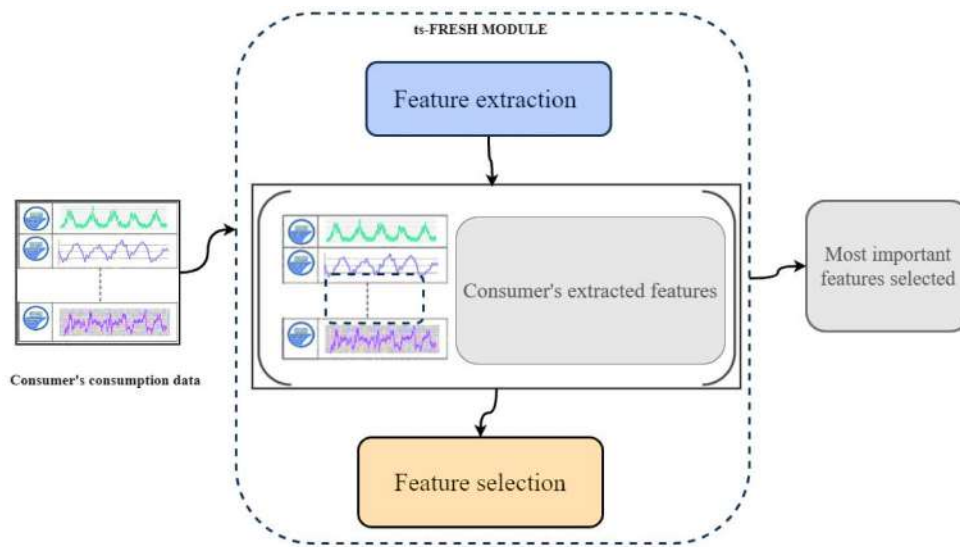 ts-FRESH MODULE
Feature extraction
Consumer's extracted features
Most important
features selected
Consumer's consumption data
Feature selection